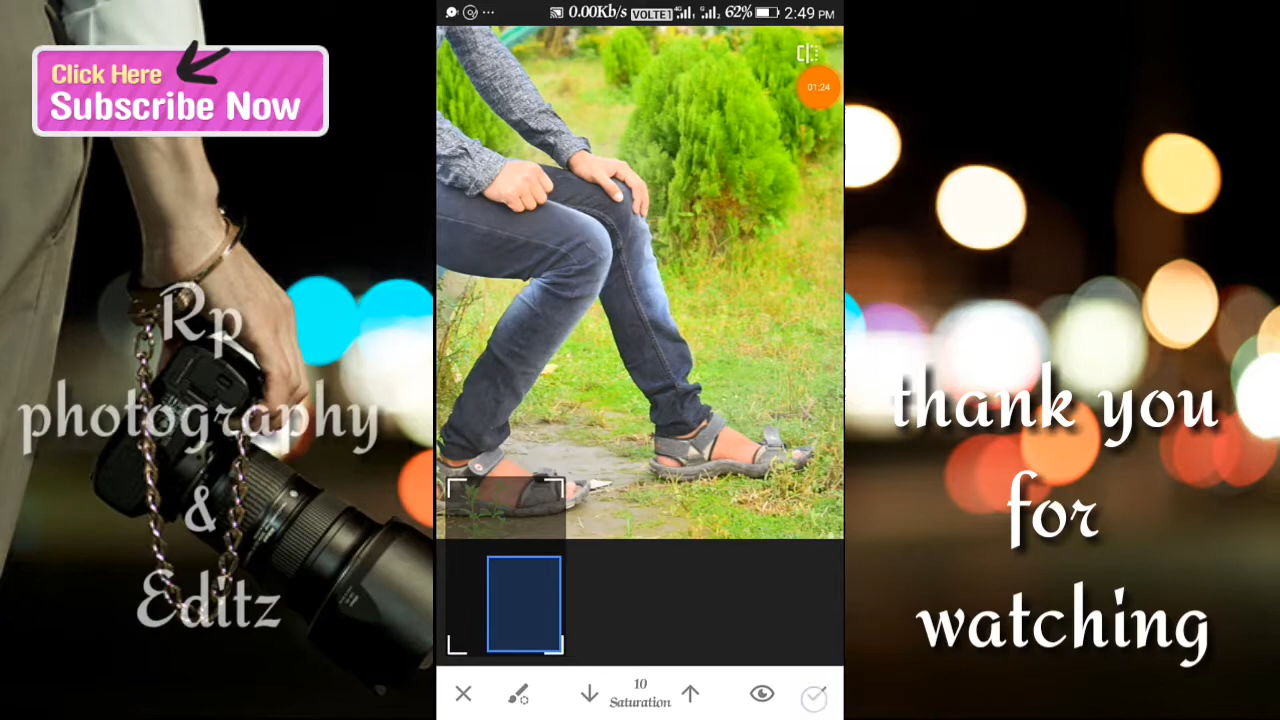 0.00Kb/s VOLTE1 62% 2:49 PM
Click Here
Subscribe Now
01:24
Rp
photography
&
Editz
thank you
for
watching
10
Saturation